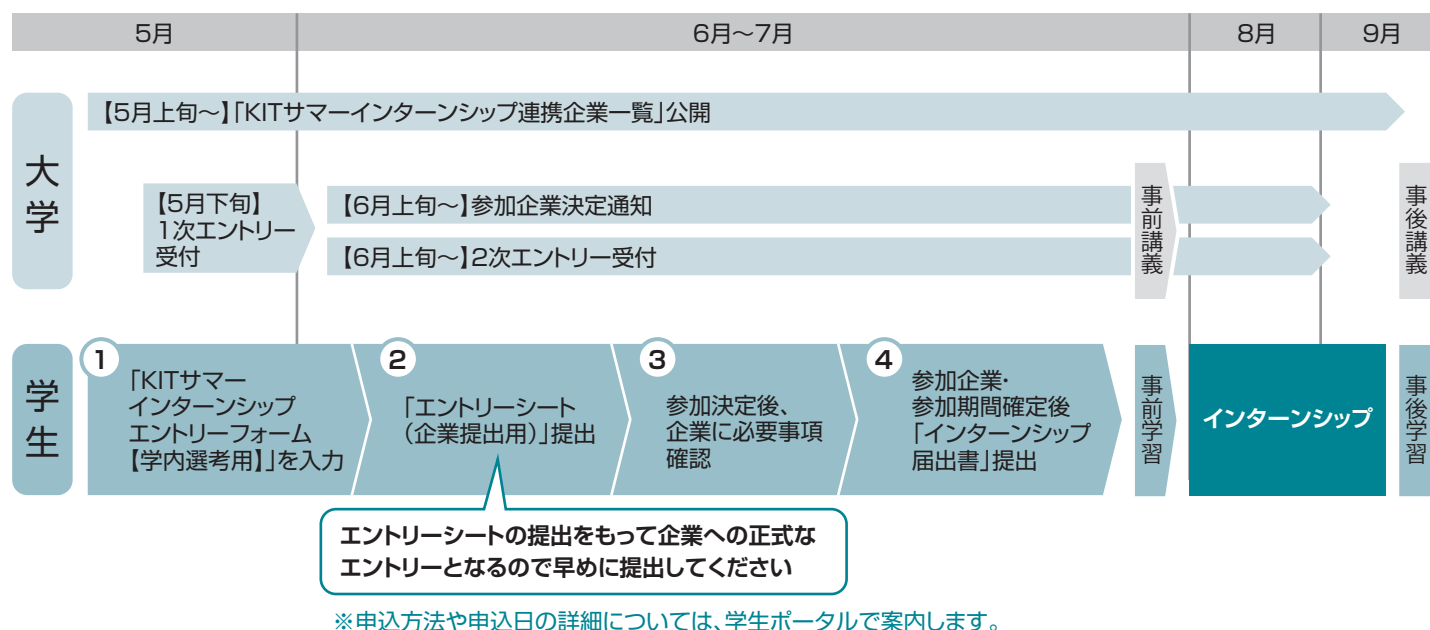 5月
6月～7月
8月
9月
大学
【5月上旬～】「KITサマーインターンシップ連携企業一覧」公開
【5月下旬】
1次エントリー
受付
【6月上旬～】参加企業決定通知
【6月上旬～】2次エントリー受付
事前講義
事後講義
学生
1
「KITサマー
インターンシップ
エントリーフォーム
【学内選考用】」を入力
2
「エントリーシート
（企業提出用）」提出
3
参加決定後、
企業に必要事項
確認
4
参加企業・
参加期間確定後
「インターンシップ
届出書」提出
事前学習
インターンシップ
事後学習
エントリーシートの提出をもって企業への正式な
エントリーとなるので早めに提出してください
※申込方法や申込日の詳細については、学生ポータルで案内します。